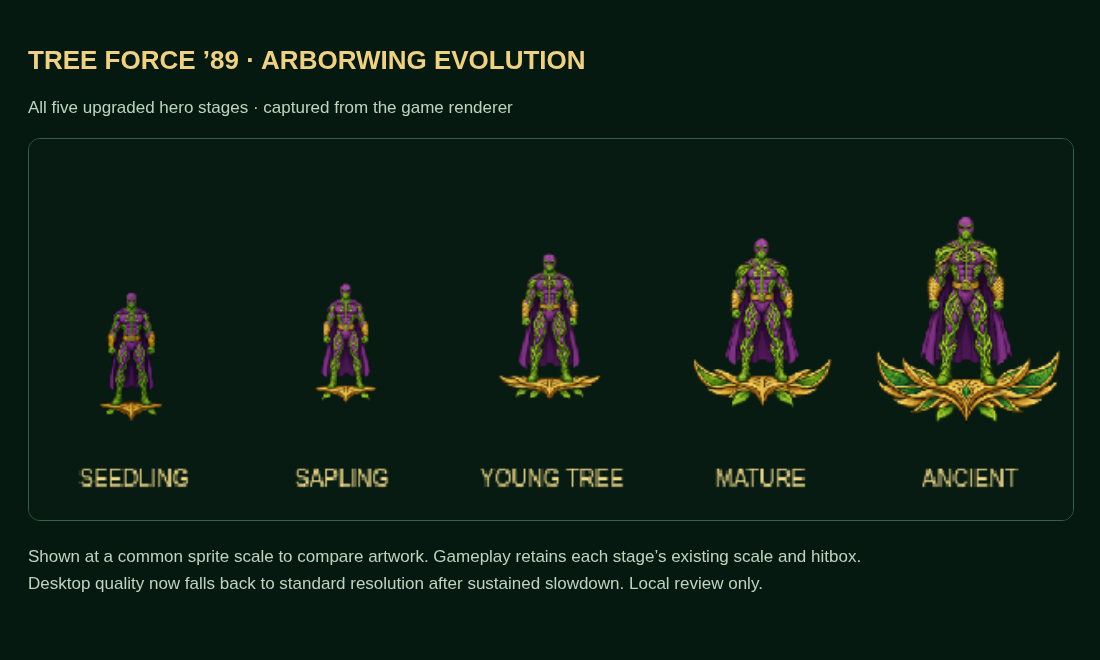 TREE FORCE ’89 · ARBORWING EVOLUTION
All five upgraded hero stages · captured from the game renderer
SEEDLING
SAPLING
YOUNG TREE
MATURE
ANCIENT
Shown at a common sprite scale to compare artwork. Gameplay retains each stage’s existing scale and hitbox.
Desktop quality now falls back to standard resolution after sustained slowdown. Local review only.